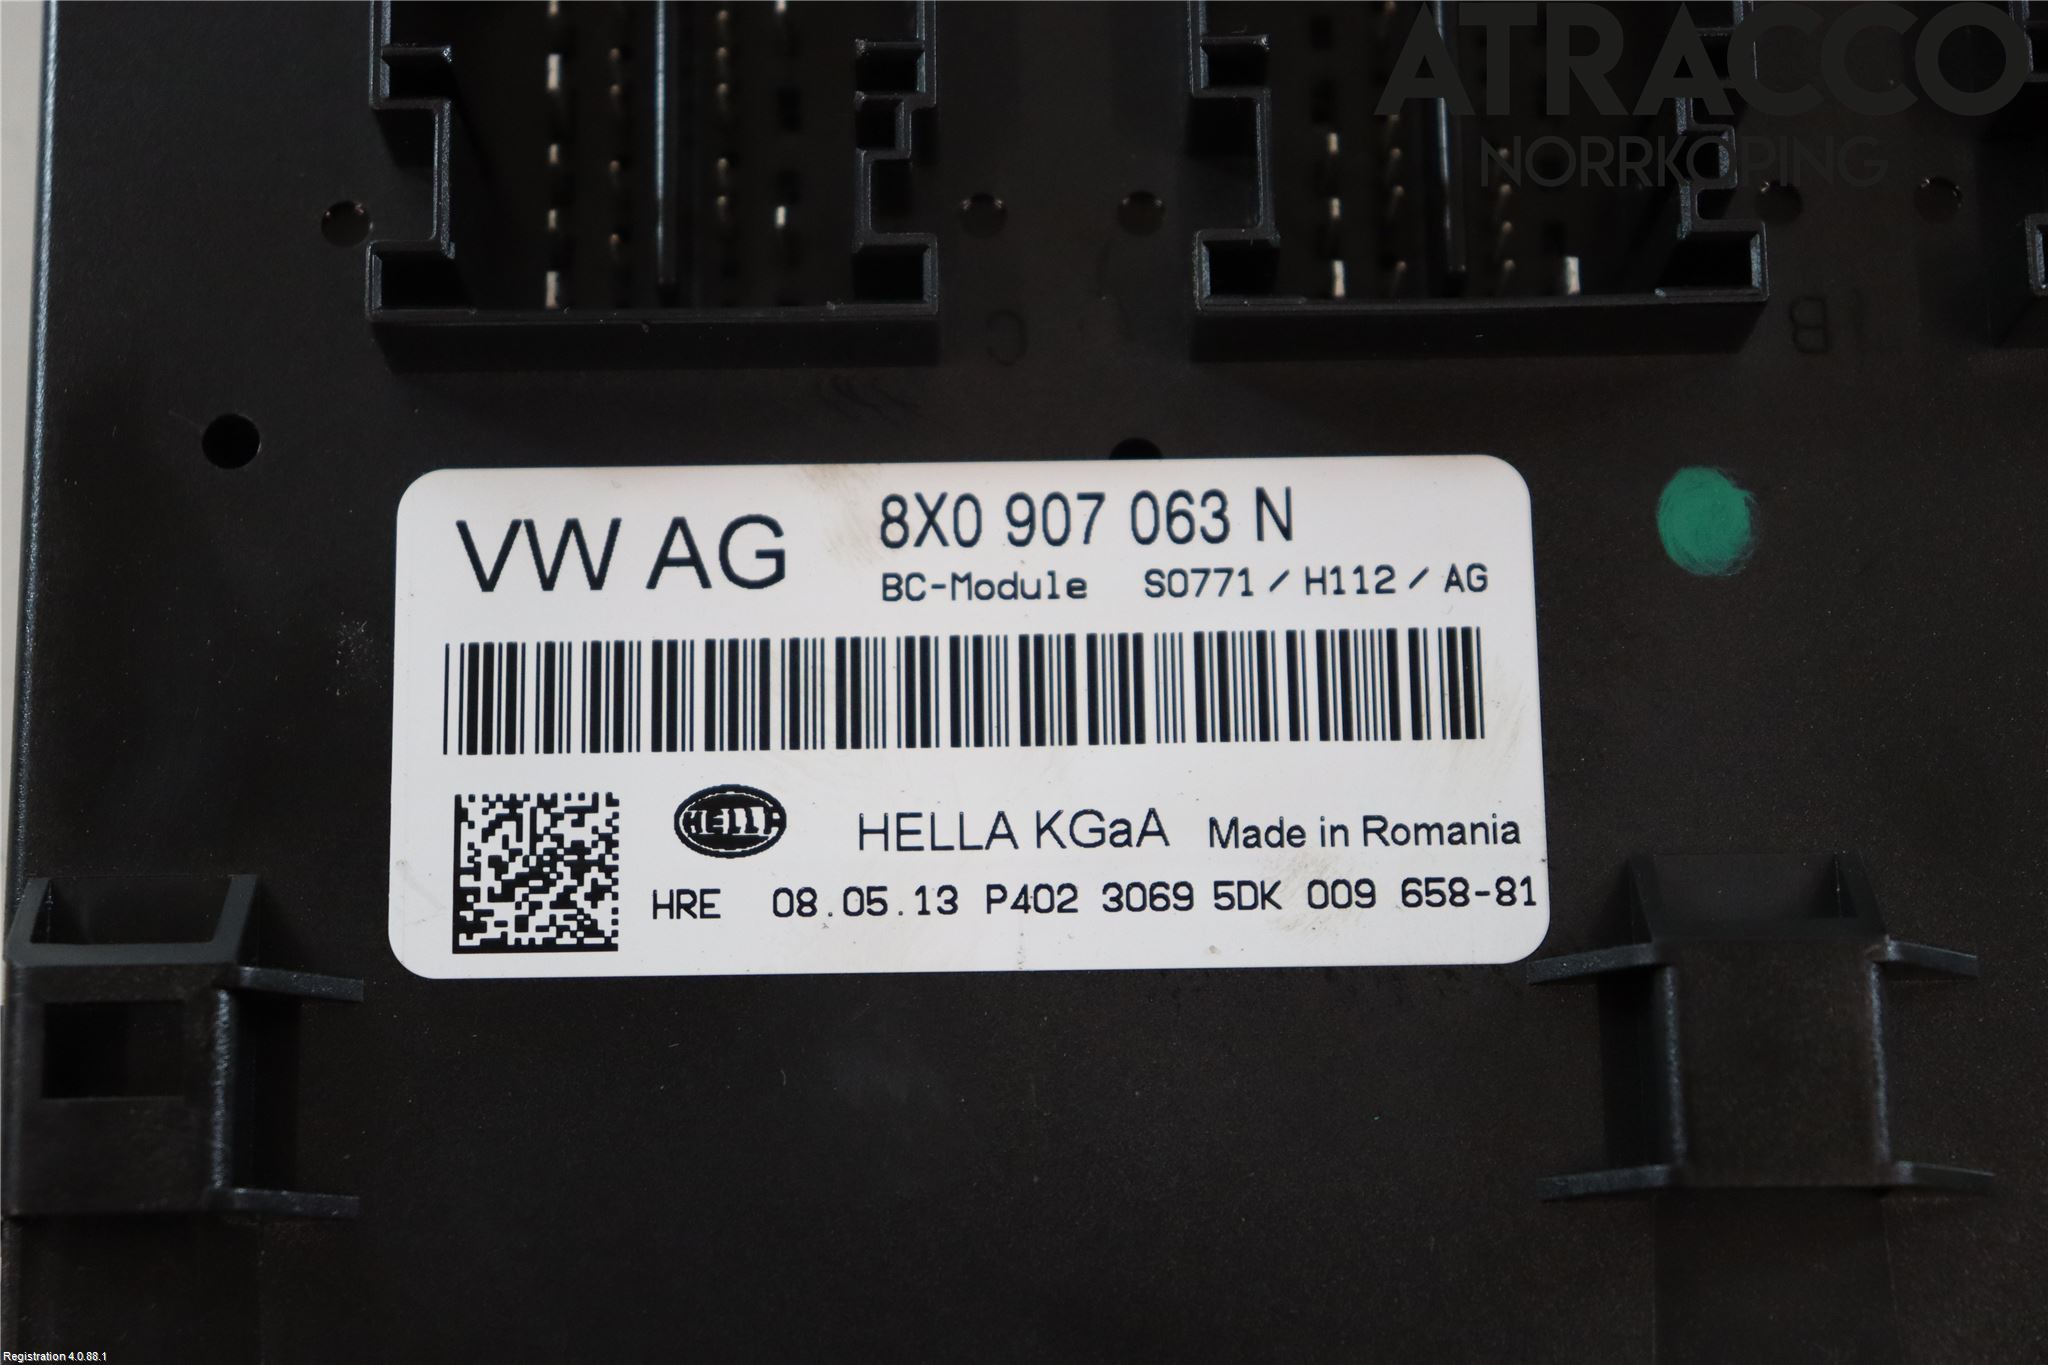 ATRACCO
NORRKÖPING
C
1B
VW AG
8X0 907 063 N
BC-Module S0771 / H112 / AG
HELLA
HELLA KGaA Made in Romania
HRE 08.05.13 P402 3069 5DK 009 658-81
Registration 4.0.88.1